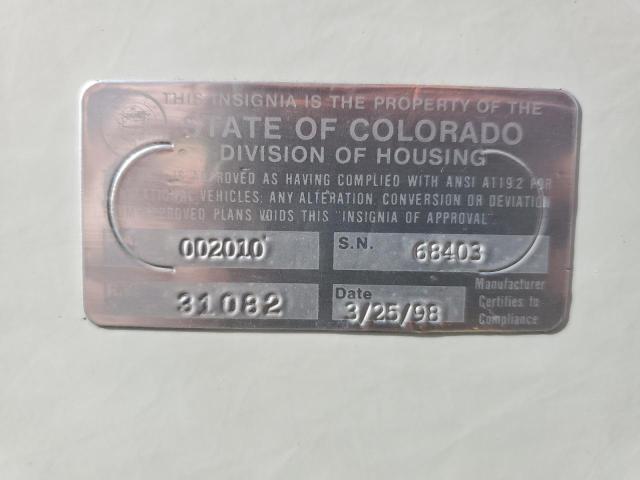 THIS INSIGNIA IS THE PROPERTY OF THE
STATE OF COLORADO
DIVISION OF HOUSING
APPROVED AS HAVING COMPLIED WITH ANSI A119.2 FOR
VEHICLES; ANY ALTERATION, CONVERSION OR DEVIATION
PLANS VOIDS THIS "INSIGNIA OF APPROVAL"
002010 S.N. 68403
31082 Date 3/25/98
Manufacturer
Certifies to
Compliance